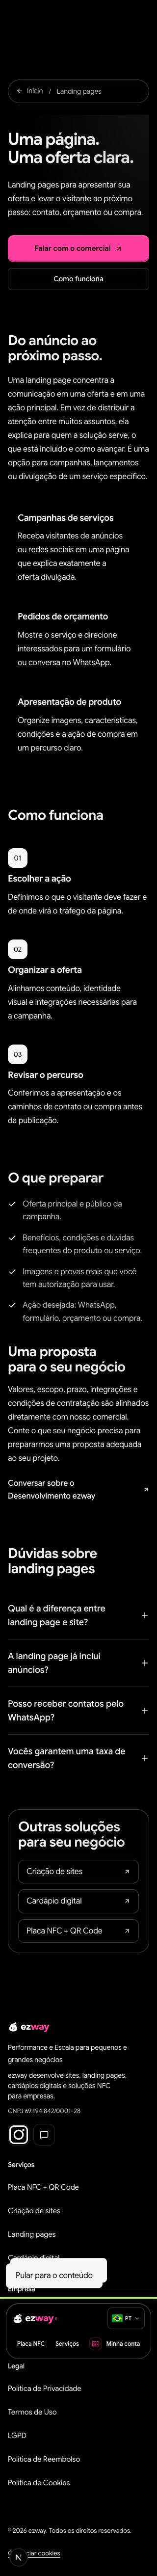 Início / Landing pages
Uma página.
Uma oferta clara.
Landing pages para apresentar sua
oferta e levar o visitante ao próximo
passo: contato, orçamento ou compra.
Falar com o comercial
Como funciona
Do anúncio ao
próximo passo.
Uma landing page concentra a
comunicação em uma oferta e em uma
ação principal. Em vez de distribuir a
atenção entre muitos assuntos, ela
explica para quem a solução serve, o
que está incluído e como avançar. É uma
opção para campanhas, lançamentos
ou divulgação de um serviço específico.
Campanhas de serviços
Receba visitantes de anúncios
ou redes sociais em uma página
que explica exatamente a
oferta divulgada.
Pedidos de orçamento
Mostre o serviço e direcione
interessados para um formulário
ou conversa no WhatsApp.
Apresentação de produto
Organize imagens, características,
condições e a ação de compra em
um percurso claro.
Como funciona
01
Escolher a ação
Definimos o que o visitante deve fazer e
de onde virá o tráfego da página.
02
Organizar a oferta
Alinhamos conteúdo, identidade
visual e integrações necessárias para
a campanha.
03
Revisar o percurso
Conferimos a apresentação e os
caminhos de contato ou compra antes
da publicação.
O que preparar
Oferta principal e público da
campanha.
Benefícios, condições e dúvidas
frequentes do produto ou serviço.
Imagens e provas reais que você
tem autorização para usar.
Ação desejada: WhatsApp,
formulário, orçamento ou compra.
Uma proposta
para o seu negócio
Valores, escopo, prazo, integrações e
condições de contratação são alinhados
diretamente com nosso comercial.
Conte o que seu negócio precisa para
prepararmos uma proposta adequada
ao seu projeto.
Conversar sobre o
Desenvolvimento ezway
Dúvidas sobre
landing pages
Qual é a diferença entre
landing page e site?
A landing page já inclui
anúncios?
Posso receber contatos pelo
WhatsApp?
Vocês garantem uma taxa de
conversão?
Outras soluções
para seu negócio
Criação de sites
Cardápio digital
Placa NFC + QR Code
ezway
Performance e Escala para pequenos e
grandes negócios
ezway desenvolve sites, landing pages,
cardápios digitais e soluções NFC
para empresas.
CNPJ 69.194.842/0001-28
Serviços
Placa NFC + QR Code
Criação de sites
Landing pages
Cardápio digital
Pular para o conteúdo
Empresa
ezway
PT
Placa NFC Serviços Minha conta
Legal
Política de Privacidade
Termos de Uso
LGPD
Política de Reembolso
Política de Cookies
© 2026 ezway. Todos os direitos reservados.
N
ciar cookies